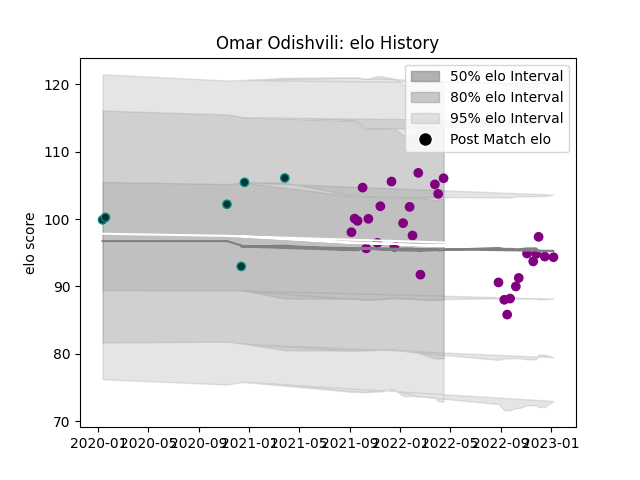 Omar Odishvili: elo History
120
110
100
90
80
70
elo score
50% elo Interval
80% elo Interval
95% elo Interval
Post Match elo
2020-01 2020-05 2020-09 2021-01 2021-05 2021-09 2022-01 2022-05 2022-09 2023-01